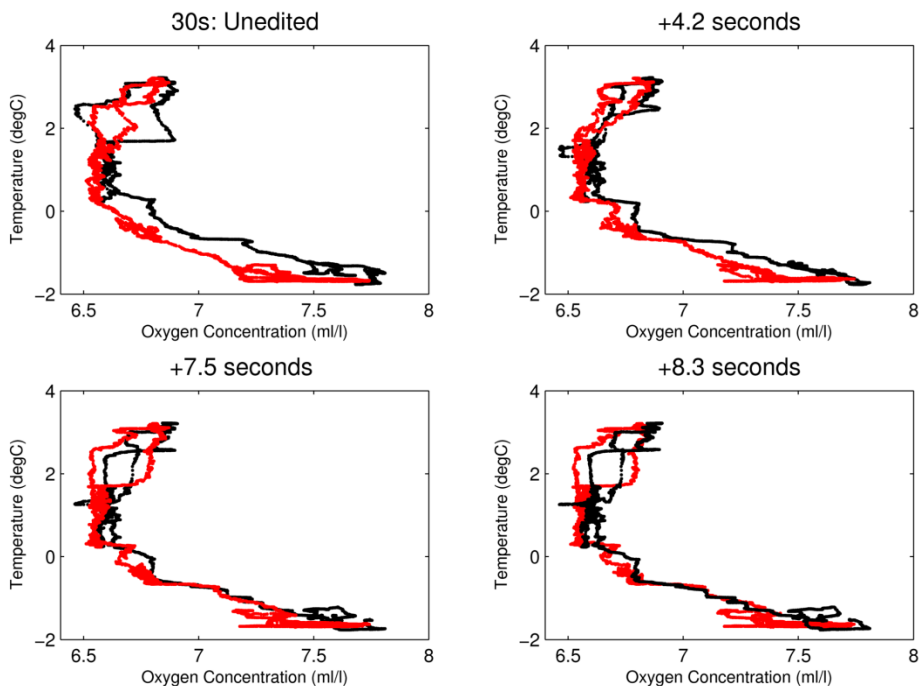 30s: Unedited
4
2
0
−2
Temperature (degC)
6.5 7 7.5 8
Oxygen Concentration (ml/l)
+4.2 seconds
4
2
0
−2
Temperature (degC)
6.5 7 7.5 8
Oxygen Concentration (ml/l)
+7.5 seconds
4
2
0
−2
Temperature (degC)
6.5 7 7.5 8
Oxygen Concentration (ml/l)
+8.3 seconds
4
2
0
−2
Temperature (degC)
6.5 7 7.5 8
Oxygen Concentration (ml/l)